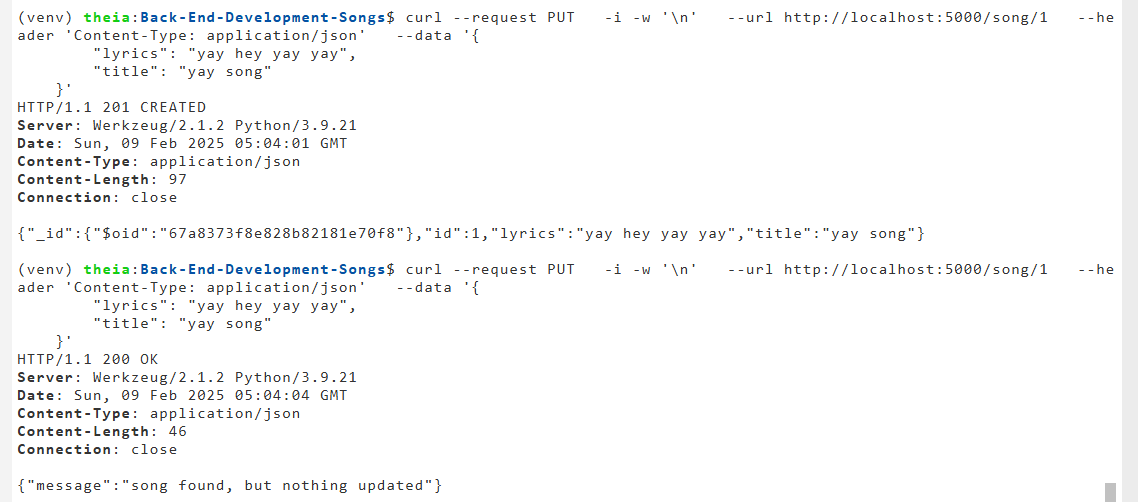 (venv) theia:Back-End-Development-Songs$ curl --request PUT   -i -w '\n'   --url http://localhost:5000/song/1   --he
ader 'Content-Type: application/json'   --data '{
        "lyrics": "yay hey yay yay",
        "title": "yay song"
    }'
HTTP/1.1 201 CREATED
Server: Werkzeug/2.1.2 Python/3.9.21
Date: Sun, 09 Feb 2025 05:04:01 GMT
Content-Type: application/json
Content-Length: 97
Connection: close

{"_id":{"$oid":"67a8373f8e828b82181e70f8"},"id":1,"lyrics":"yay hey yay yay","title":"yay song"}

(venv) theia:Back-End-Development-Songs$ curl --request PUT   -i -w '\n'   --url http://localhost:5000/song/1   --he
ader 'Content-Type: application/json'   --data '{
        "lyrics": "yay hey yay yay",
        "title": "yay song"
    }'
HTTP/1.1 200 OK
Server: Werkzeug/2.1.2 Python/3.9.21
Date: Sun, 09 Feb 2025 05:04:04 GMT
Content-Type: application/json
Content-Length: 46
Connection: close

{"message":"song found, but nothing updated"}